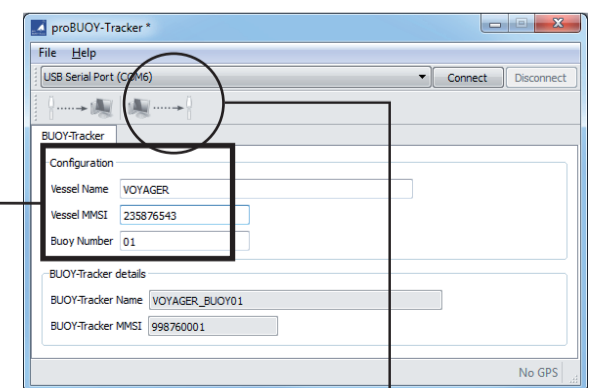 proBUOY-Tracker *
File Help
USB Serial Port (COM6) Connect Disconnect
BUOY-Tracker
Configuration
Vessel Name VOYAGER
Vessel MMSI 235876543
Buoy Number 01
BUOY-Tracker details
BUOY-Tracker Name VOYAGER_BUOY01
BUOY-Tracker MMSI 998760001
No GPS